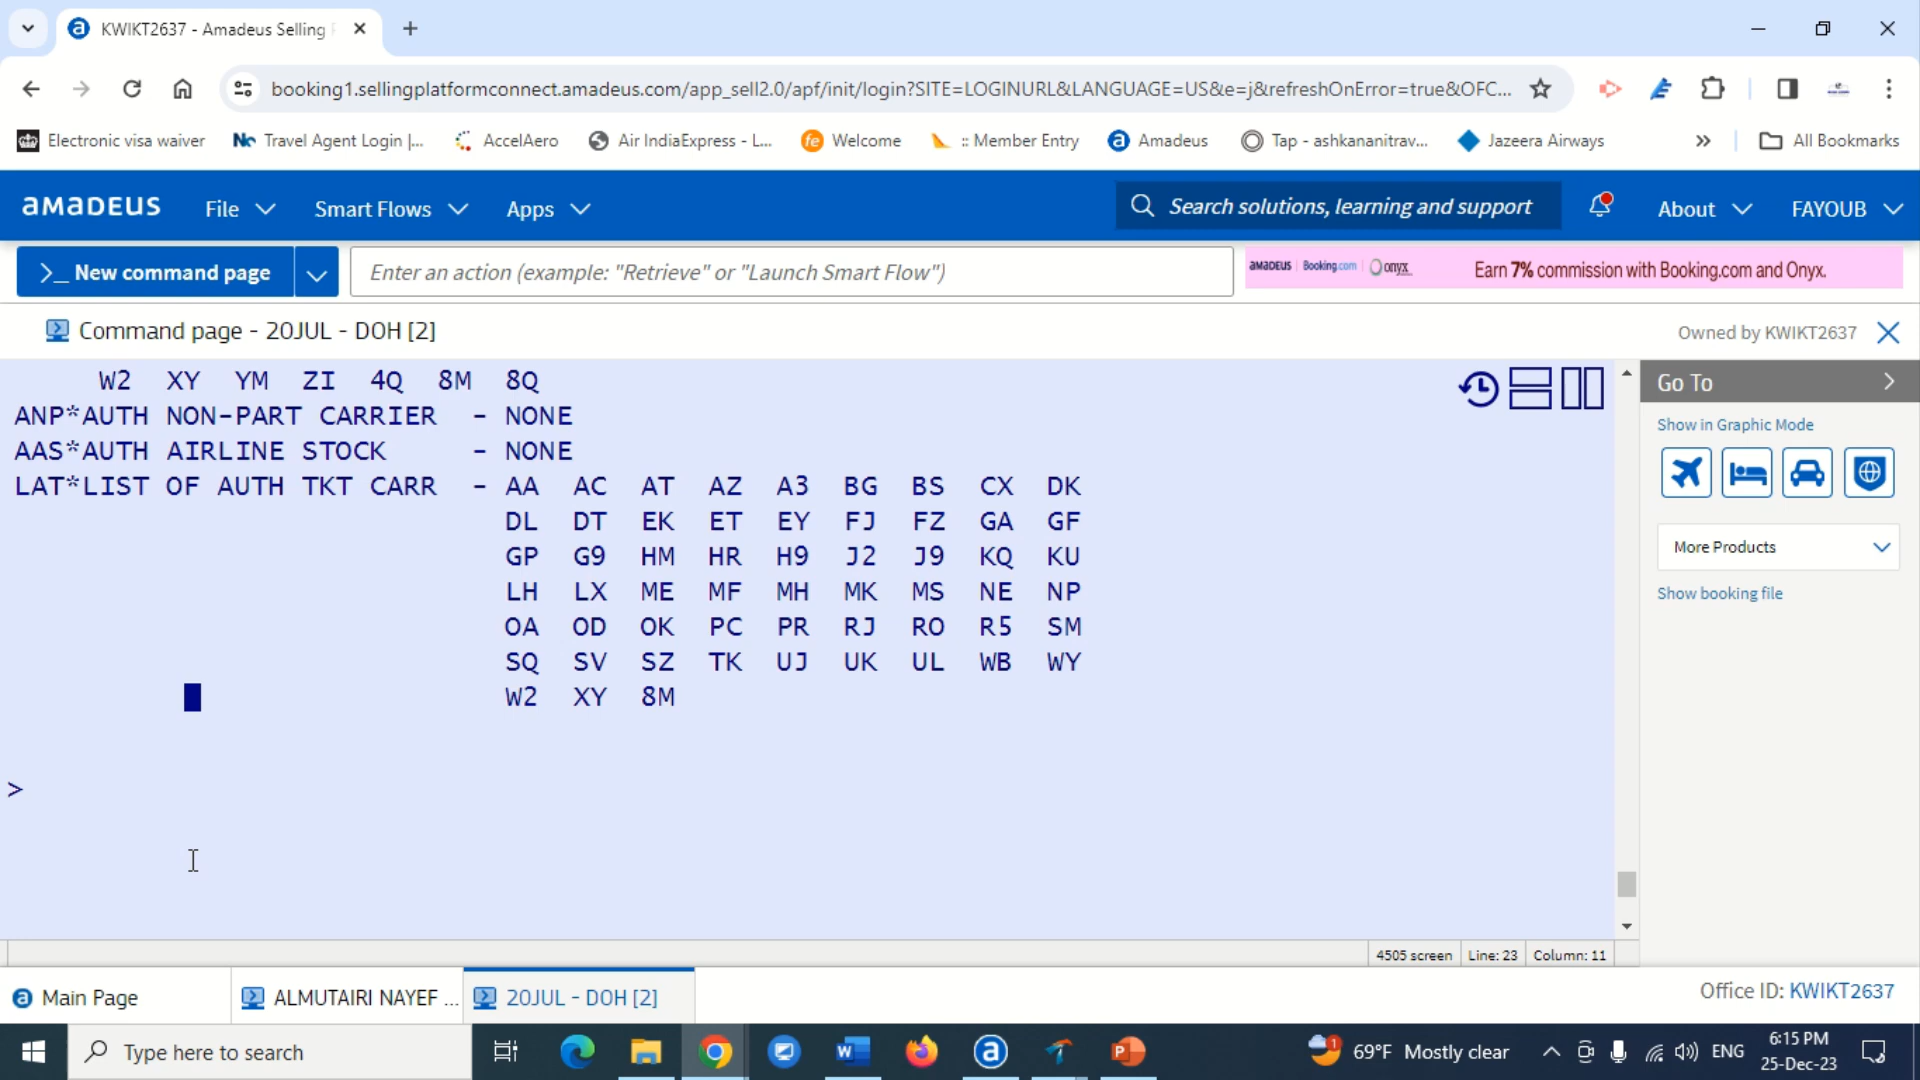 KWIKT2637 - Amadeus Selling
booking1.sellingplatformconnect.amadeus.com/app_sell2.0/apf/init/login?SITE=LOGINURL&LANGUAGE=US&e=j&refreshOnError=true&OFC...
Electronic visa waiver Travel Agent Login |... AccelAero Air IndiaExpress - L... Welcome :: Member Entry Amadeus Tap - ashkananitrav... Jazeera Airways » All Bookmarks
amadeus File Smart Flows Apps Search solutions, learning and support About FAYOUB
>_ New command page Enter an action (example: "Retrieve" or "Launch Smart Flow") amadeus | Booking.com | onyx Earn 7% commission with Booking.com and Onyx.
Command page - 20JUL - DOH [2] Owned by KWIKT2637
W2 XY YM ZI 4Q 8M 8Q
ANP*AUTH NON-PART CARRIER - NONE
AAS*AUTH AIRLINE STOCK - NONE
LAT*LIST OF AUTH TKT CARR - AA AC AT AZ A3 BG BS CX DK
DL DT EK ET EY FJ FZ GA GF
GP G9 HM HR H9 J2 J9 KQ KU
LH LX ME MF MH MK MS NE NP
OA OD OK PC PR RJ RO R5 SM
SQ SV SZ TK UJ UK UL WB WY
W2 XY 8M
>
Go To
Show in Graphic Mode
More Products
Show booking file
4505 screen Line: 23 Column: 11
Main Page ALMUTAIRI NAYEF ... 20JUL - DOH [2] Office ID: KWIKT2637
Type here to search 69°F Mostly clear ENG 6:15 PM
25-Dec-23